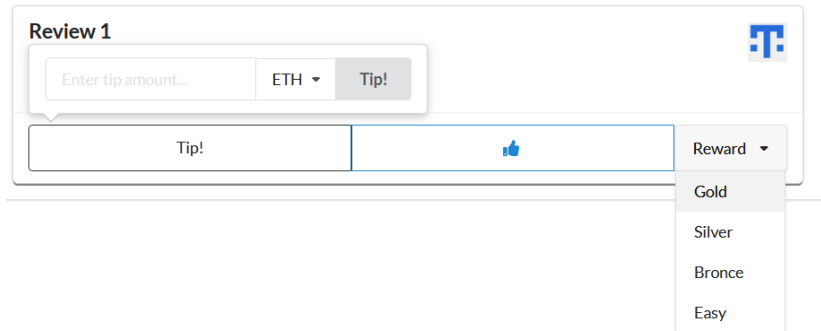 Review 1
Enter tip amount...
ETH
Tip!
Tip!
Reward
Gold
Silver
Bronce
Easy